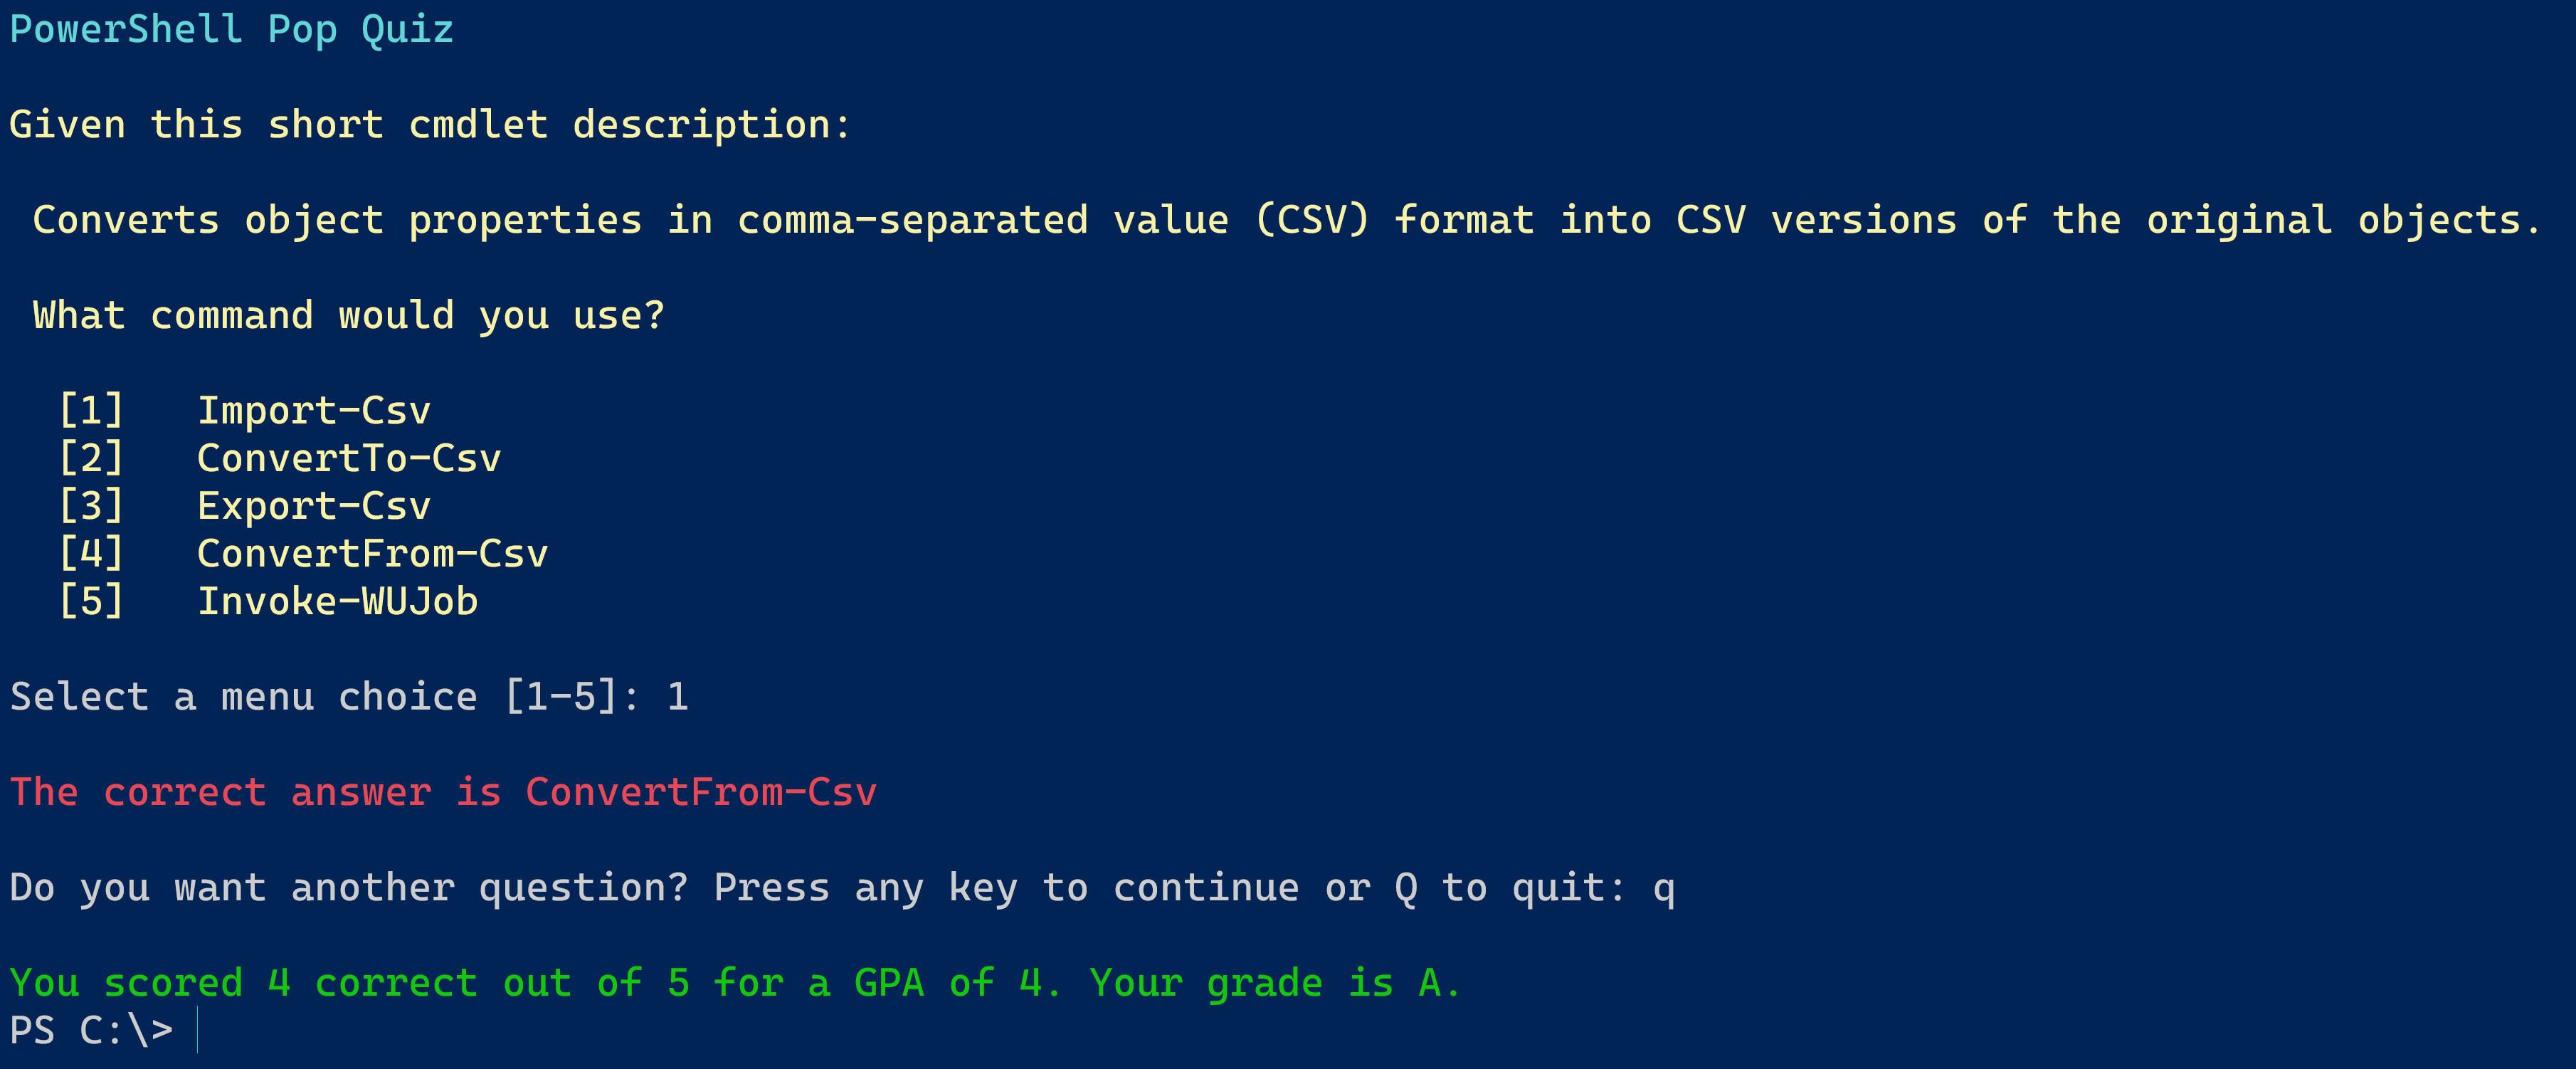 PowerShell Pop Quiz
Given this short cmdlet description:
Converts object properties in comma-separated value (CSV) format into CSV versions of the original objects.
What command would you use?
[1] Import-Csv
[2] ConvertTo-Csv
[3] Export-Csv
[4] ConvertFrom-Csv
[5] Invoke-WUJob
Select a menu choice [1-5]: 1
The correct answer is ConvertFrom-Csv
Do you want another question? Press any key to continue or Q to quit: q
You scored 4 correct out of 5 for a GPA of 4. Your grade is A.
PS C:\>